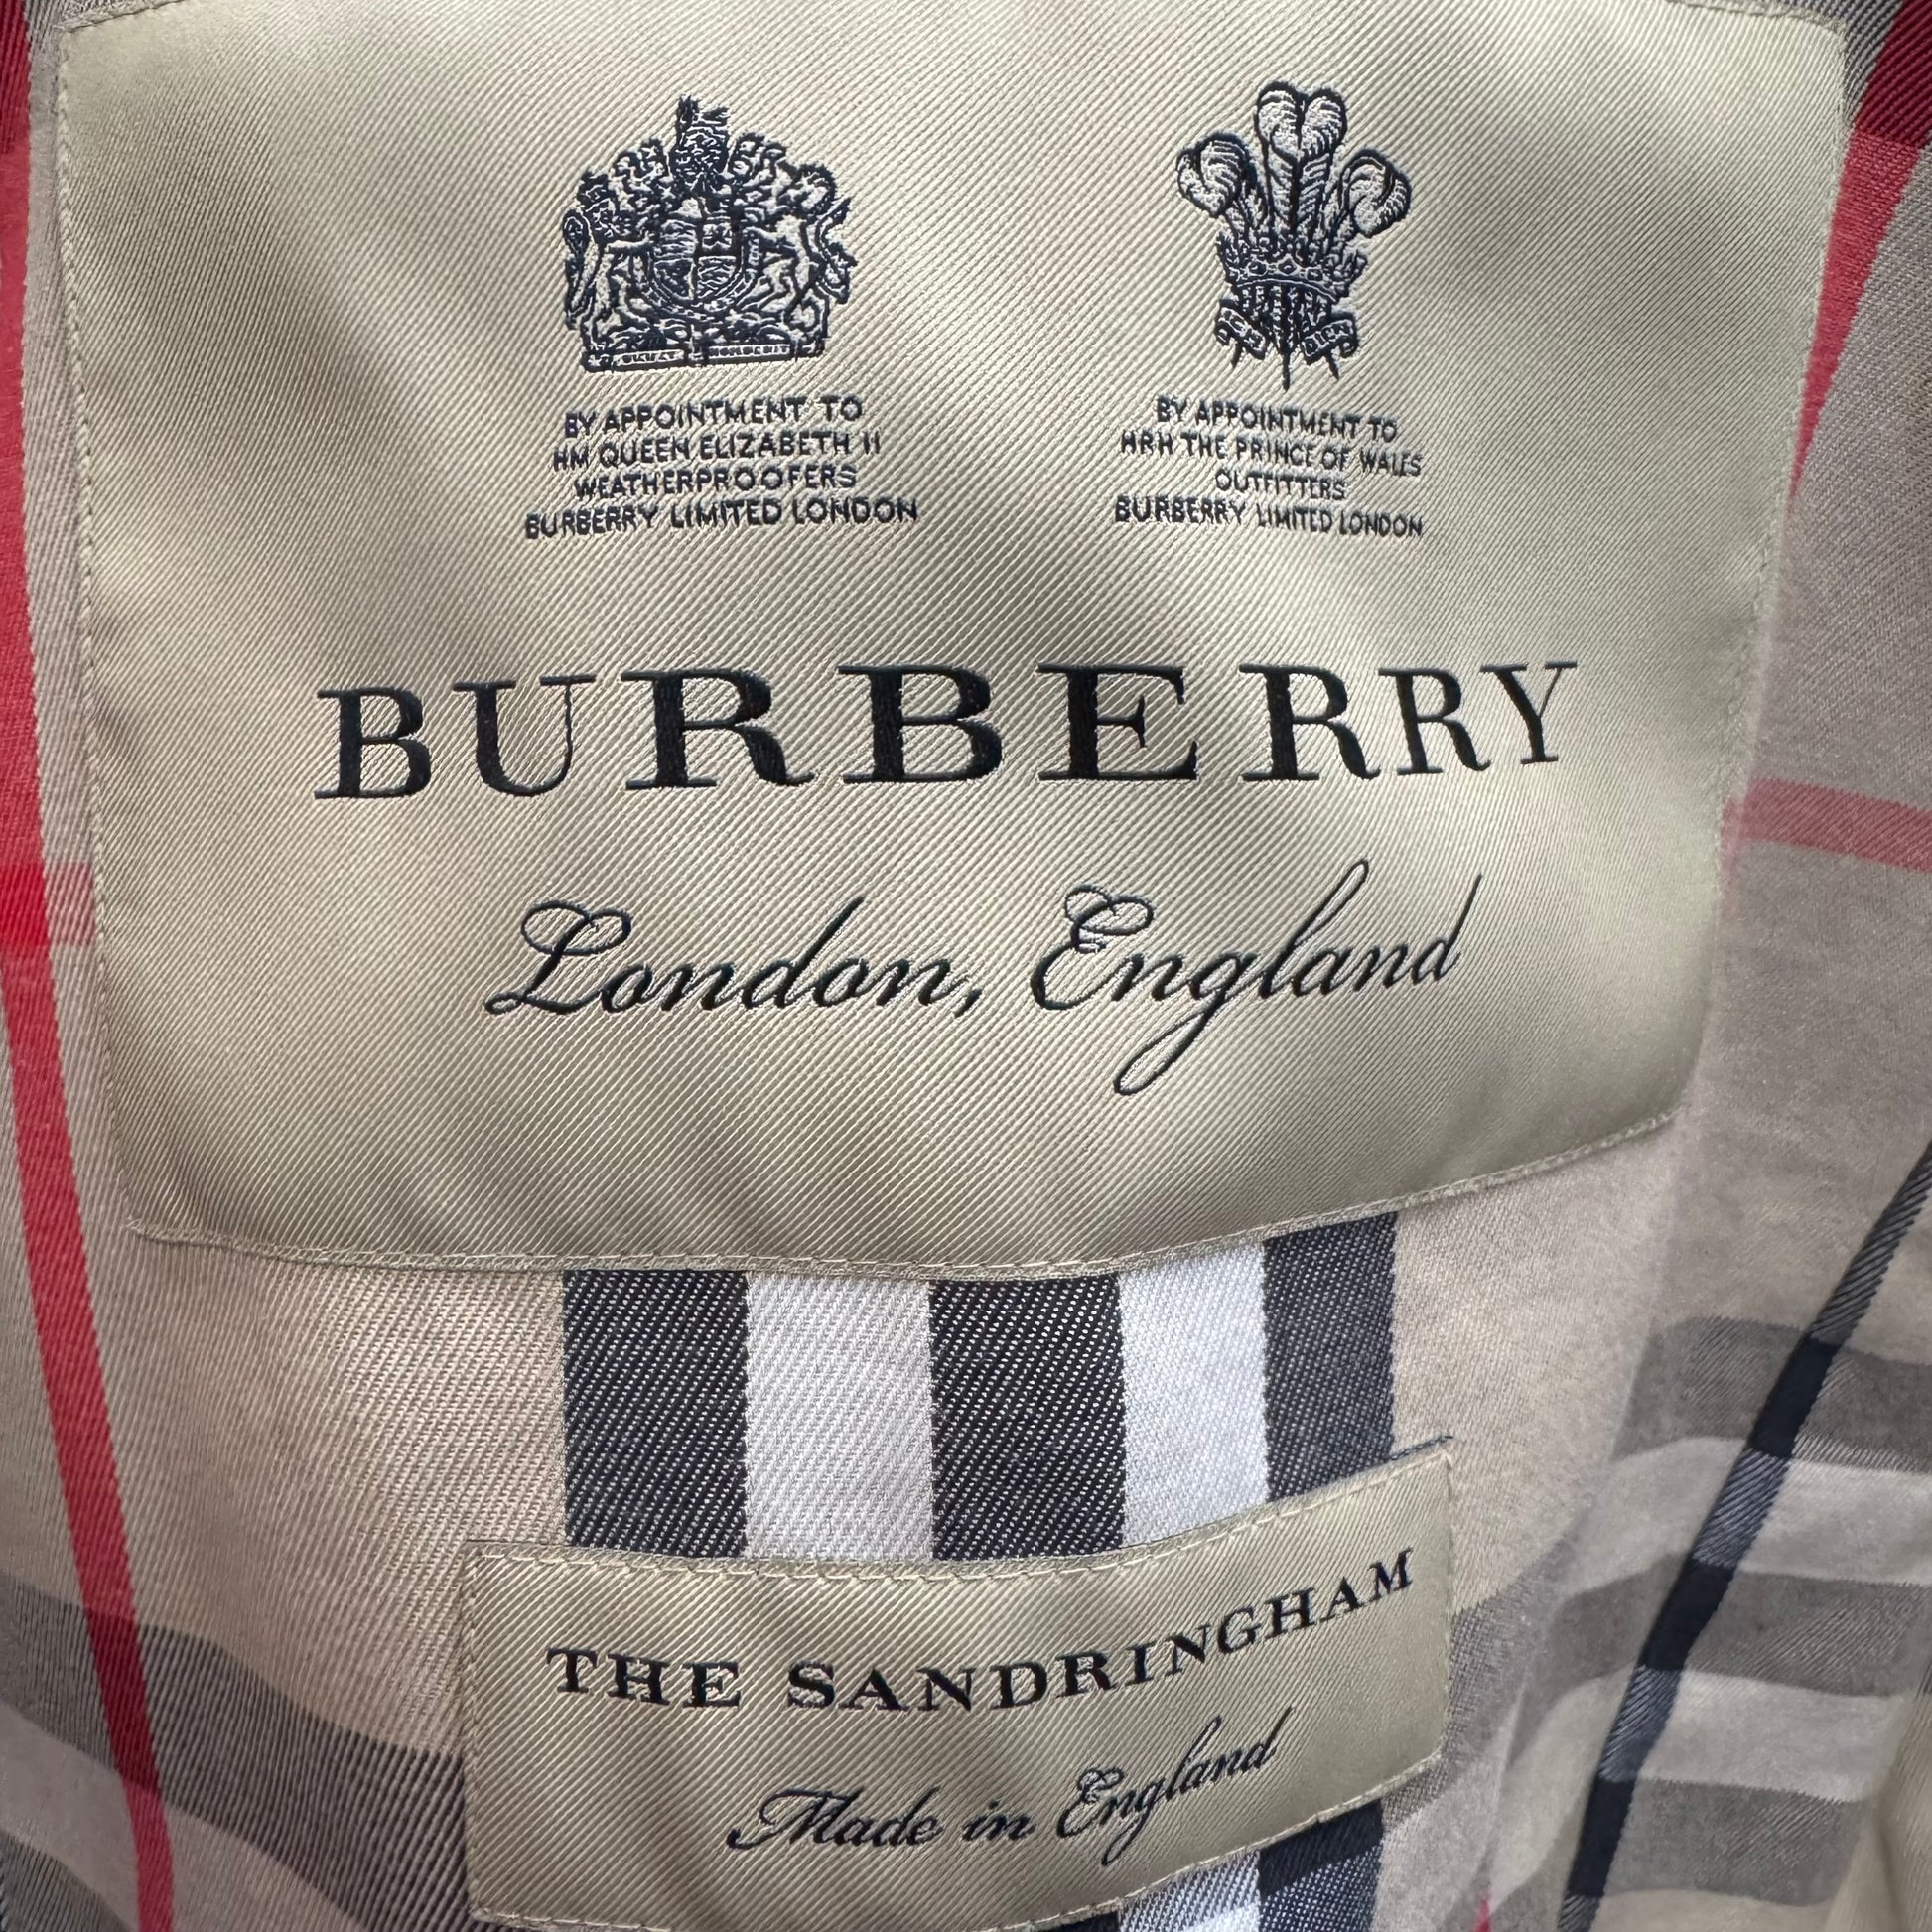 BY APPOINTMENT TO
HM QUEEN ELIZABETH II
WEATHERPROOFERS
BURBERRY LIMITED LONDON
BY APPOINTMENT TO
HRH THE PRINCE OF WALES
OUTFITTERS
BURBERRY LIMITED LONDON
BURBERRY
London, England
THE SANDRINGHAM
Made in England